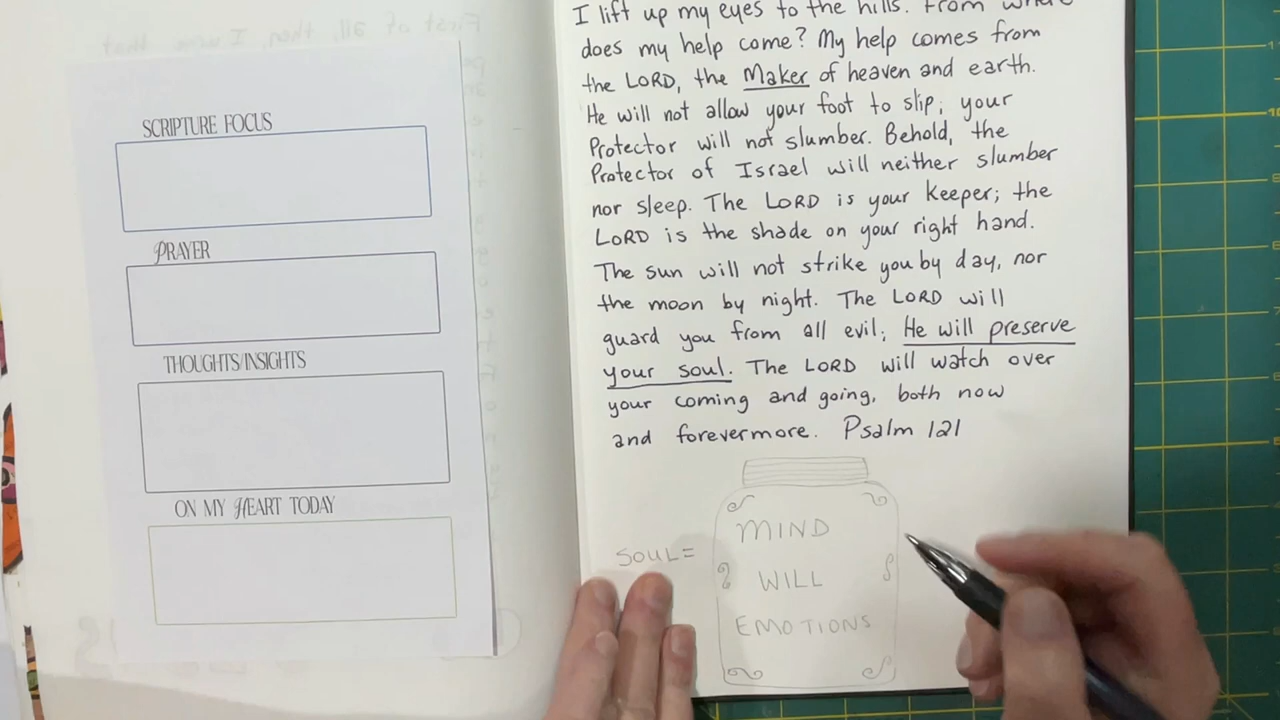 SCRIPTURE FOCUS
PRAYER
THOUGHTS/INSIGHTS
ON MY HEART TODAY
I lift up my eyes to the hills. From where
does my help come? My help comes from
the LORD, the Maker of heaven and earth.
He will not allow your foot to slip; your
Protector will not slumber. Behold, the
Protector of Israel will neither slumber
nor sleep. The LORD is your keeper; the
LORD is the shade on your right hand.
The sun will not strike you by day, nor
the moon by night. The LORD will
guard you from all evil; He will preserve
your soul. The LORD will watch over
your coming and going, both now
and forevermore. Psalm 121
SOUL=
MIND
WILL
EMOTIONS